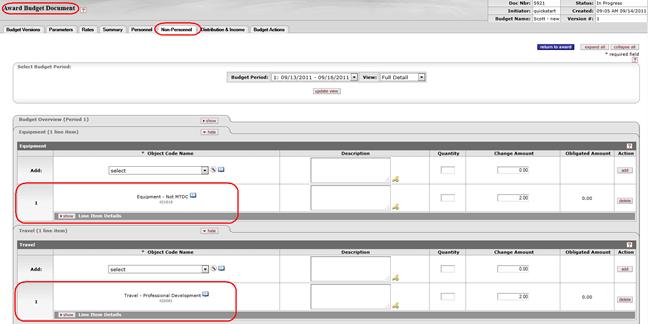 Award Budget Document
Doc Nbr: 5921 Status: In Progress
Initiator: quickstart Created: 09:05 AM 09/14/2011
Budget Name: Scott - new Version #: 1
Budget Versions Parameters Rates Summary Personnel Non-Personnel Distribution & Income Budget Actions
return to award expand all collapse all
* required field
Select Budget Period:
Budget Period: 1: 09/13/2011 - 09/16/2011 View: Full Detail
update view
Budget Overview (Period 1) show
Equipment (1 line item) hide
Equipment
* Object Code Name Description Quantity Change Amount Obligated Amount Action
Add: select 0.00 add
1 Equipment - Not MTDC 2.00 0.00 delete
show Line Item Details
Travel (1 line item) hide
Travel
* Object Code Name Description Quantity Change Amount Obligated Amount Action
Add: select 0.00 add
1 Travel - Professional Development 2.00 0.00 delete
show Line Item Details